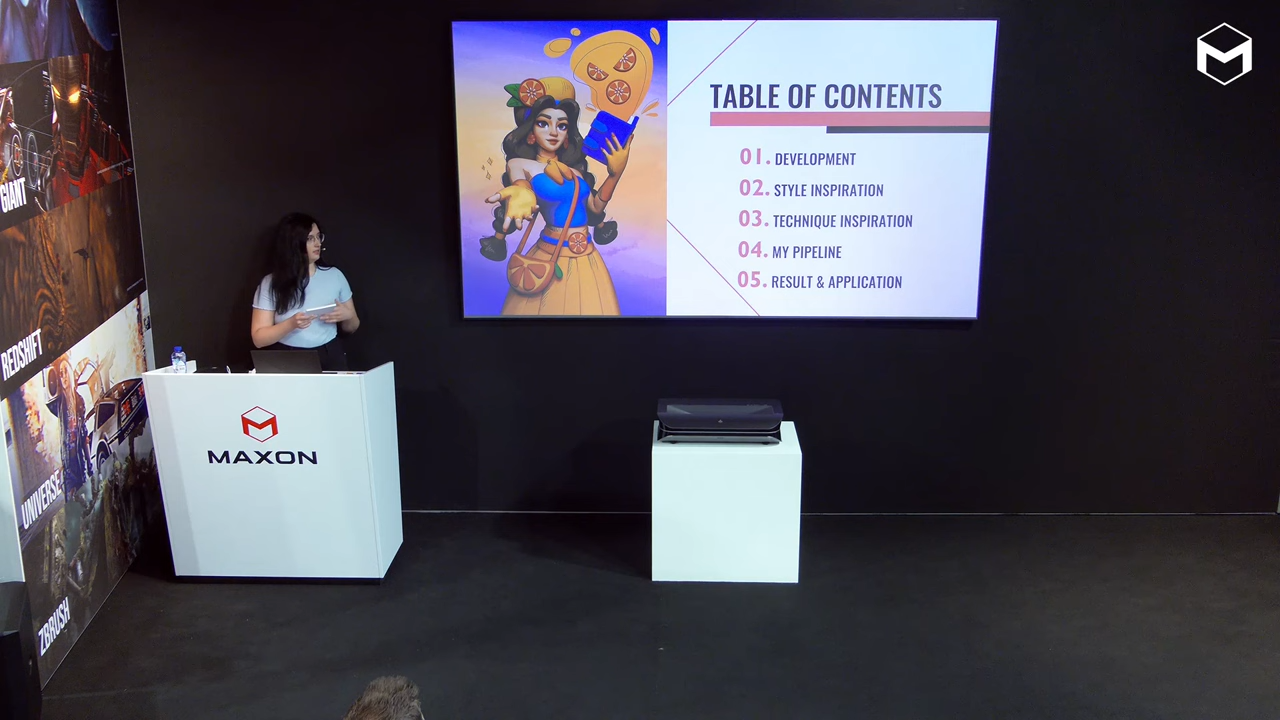 TABLE OF CONTENTS
01. DEVELOPMENT
02. STYLE INSPIRATION
03. TECHNIQUE INSPIRATION
04. MY PIPELINE
05. RESULT & APPLICATION
MAXON
GIANT
REDSHIFT
UNIVERSE
ZBRUSH